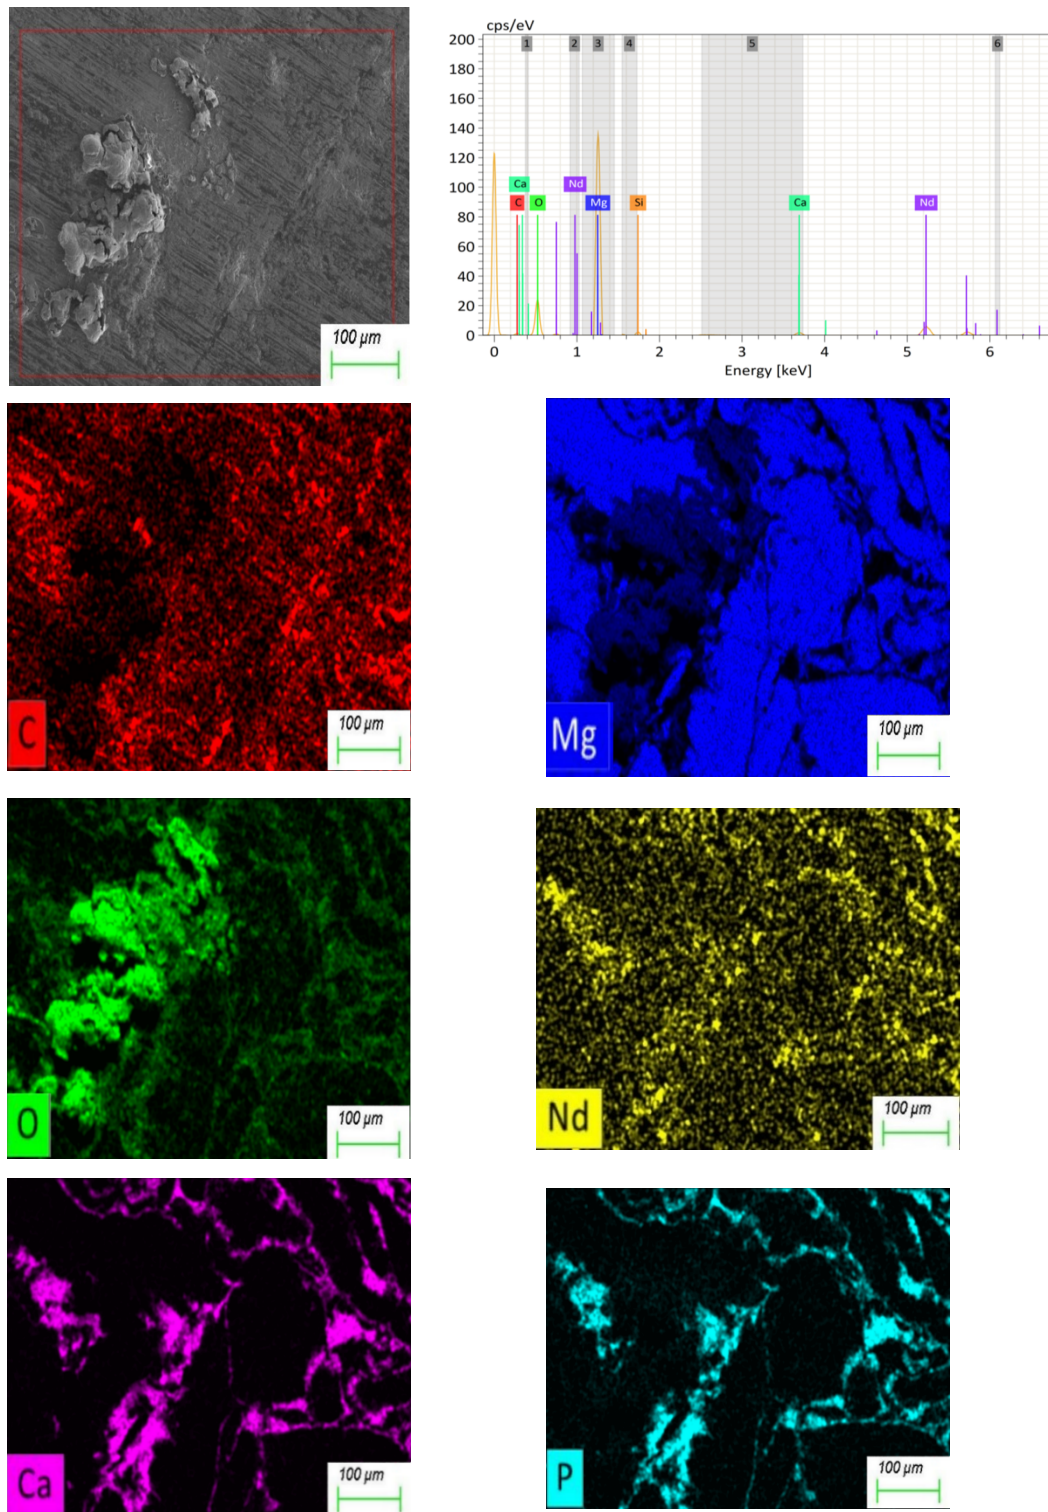 100 µm
cps/eV
200
180
160
140
120
100
80
60
40
20
0
1 2 3 4 5 6
Ca Nd
C O Mg Si Ca Nd
0 1 2 3 4 5 6
Energy [keV]
C
100 µm
Mg
100 µm
O
100 µm
Nd
100 µm
Ca
100 µm
P
100 µm